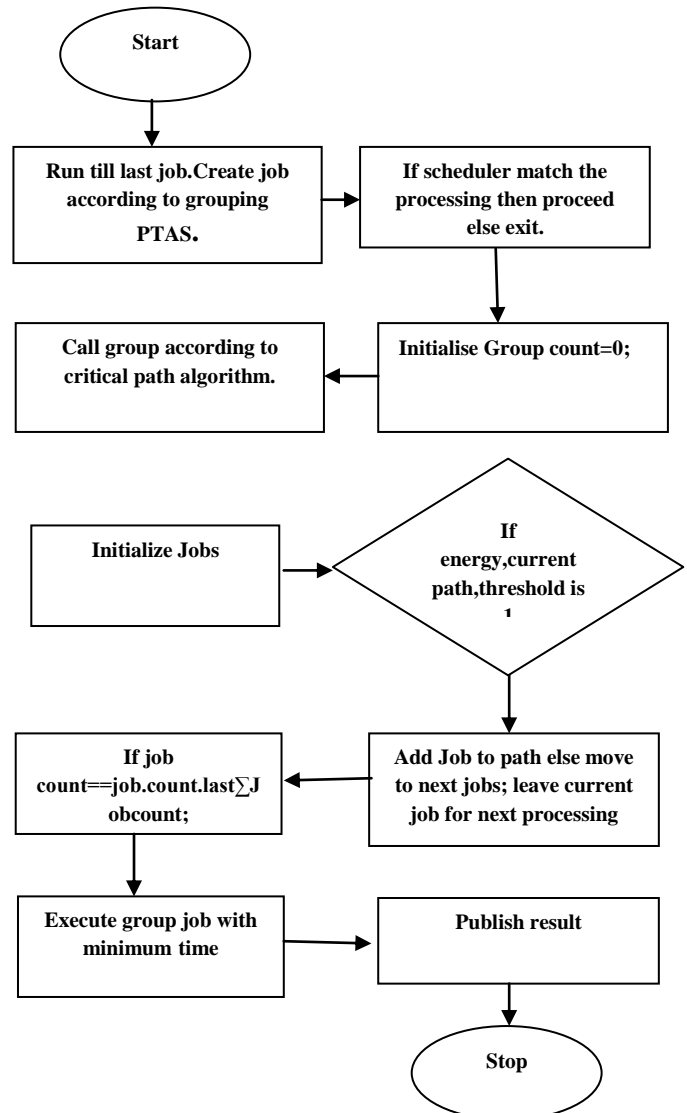 Start
Run till last job.Create job
according to grouping
PTAS.
If scheduler match the
processing then proceed
else exit.
Initialise Group count=0;
Call group according to
critical path algorithm.
Initialize Jobs
If
energy,current
path,threshold is
Add Job to path else move
to next jobs; leave current
job for next processing
If job
count==job.count.last∑J
obcount;
Execute group job with
minimum time
Publish result
Stop